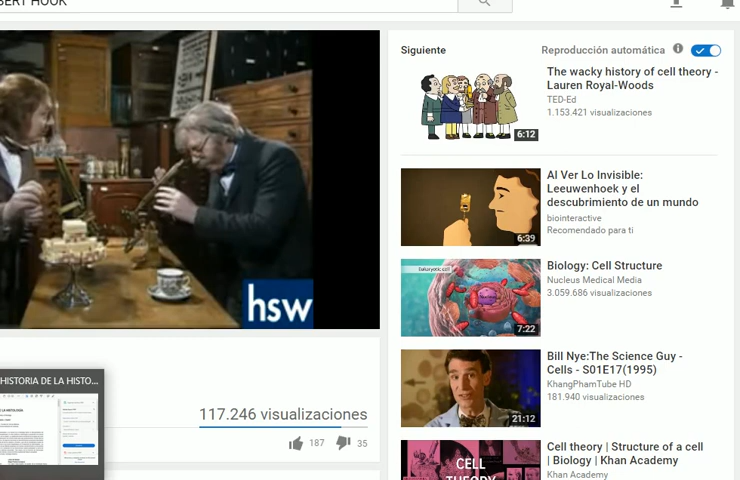 BERT HOOK
Siguiente
Reproducción automática
The wacky history of cell theory -
Lauren Royal-Woods
TED-Ed
1.153.421 visualizaciones
6:12
Al Ver Lo Invisible:
Leeuwenhoek y el
descubrimiento de un mundo
biointeractive
Recomendado para ti
6:39
Biology: Cell Structure
Nucleus Medical Media
3.059.686 visualizaciones
Eukaryotic cell
7:22
Bill Nye:The Science Guy -
Cells - S01E17(1995)
KhangPhamTube HD
181.940 visualizaciones
21:12
Cell theory | Structure of a cell
| Biology | Khan Academy
Khan Academy
CELL
THEORY
hsw
HISTORIA DE LA HISTO...
117.246 visualizaciones
187
35